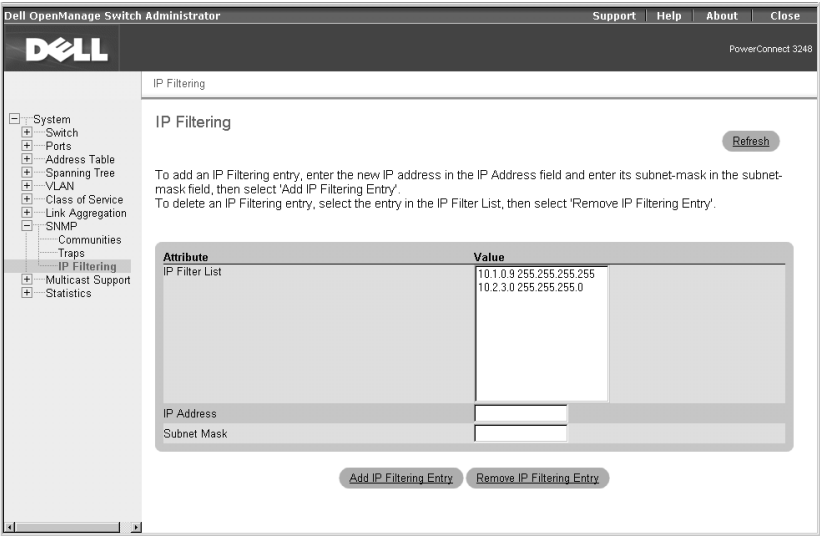 Dell OpenManage Switch Administrator
Support Help About Close
DELL
PowerConnect 3248
IP Filtering
System
Switch
Ports
Address Table
Spanning Tree
VLAN
Class of Service
Link Aggregation
SNMP
Communities
Traps
IP Filtering
Multicast Support
Statistics
IP Filtering
Refresh
To add an IP Filtering entry, enter the new IP address in the IP Address field and enter its subnet-mask in the subnet-
mask field, then select 'Add IP Filtering Entry'.
To delete an IP Filtering entry, select the entry in the IP Filter List, then select 'Remove IP Filtering Entry'.
Attribute Value
IP Filter List
10.1.0.9 255.255.255.255
10.2.3.0 255.255.255.0
IP Address
Subnet Mask
Add IP Filtering Entry Remove IP Filtering Entry